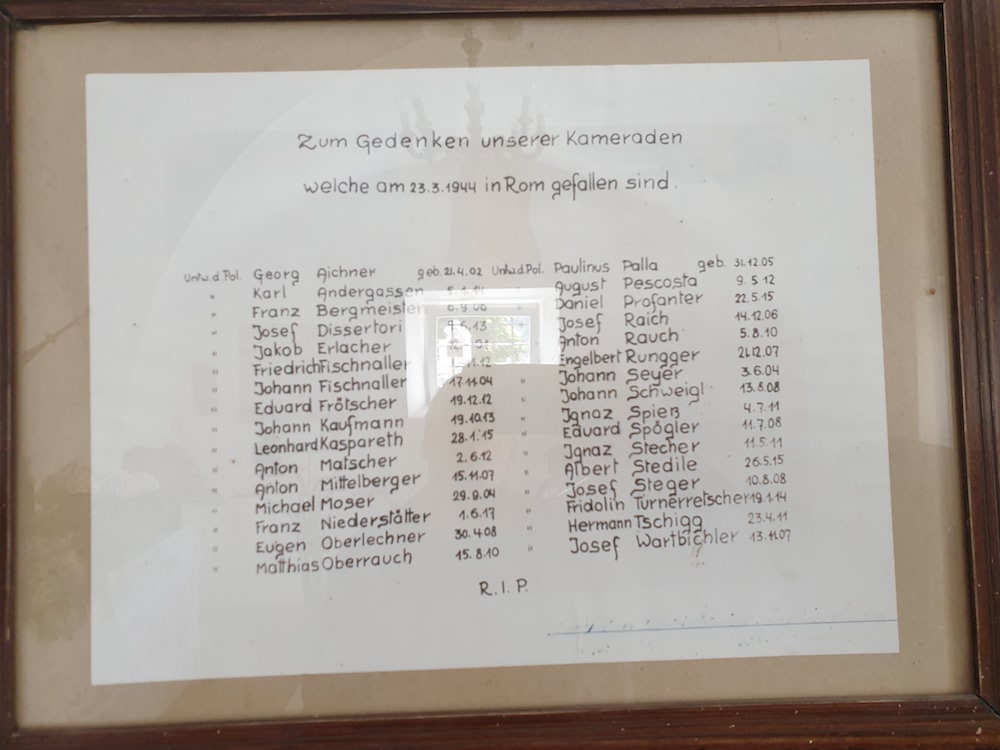 Zum Gedenken unserer Kameraden
welche am 23.3.1944 in Rom gefallen sind.
Untw.d.Pol. Georg Aichner geb. 21.4.02 Untw.d.Pol. Paulinus Palla geb. 31.12.05
" Karl Andergassen " August Pescosta 9.5.12
" Franz Bergmeister " Daniel Profanter 22.5.15
" Josef Dissertori " Josef Raich 14.12.06
" Jakob Erlacher " Anton Rauch 5.8.10
" Friedrich Fischnaller " Engelbert Rungger 21.12.07
" Johann Fischnaller 17.11.04 " Johann Seyer 3.6.04
" Eduard Frötscher 19.12.12 " Johann Schweigl 13.8.08
" Johann Kaufmann 19.10.13 " Ignaz Spieß 4.7.11
" Leonhard Kaspareth 28.1.15 " Eduard Spögler 11.7.08
" Anton Matscher 2.6.12 " Ignaz Stecher 11.5.11
" Anton Mittelberger 15.11.07 " Albert Stedile 26.5.15
" Michael Moser 29.9.04 " Josef Steger 10.8.08
" Franz Niederstätter 1.6.17 " Fridolin Turnerretscher 19.1.14
" Eugen Oberlechner 30.4.08 " Hermann Tschigg 23.4.11
" Matthias Oberrauch 15.8.10 " Josef Wartbichler 13.11.07
R.I.P.